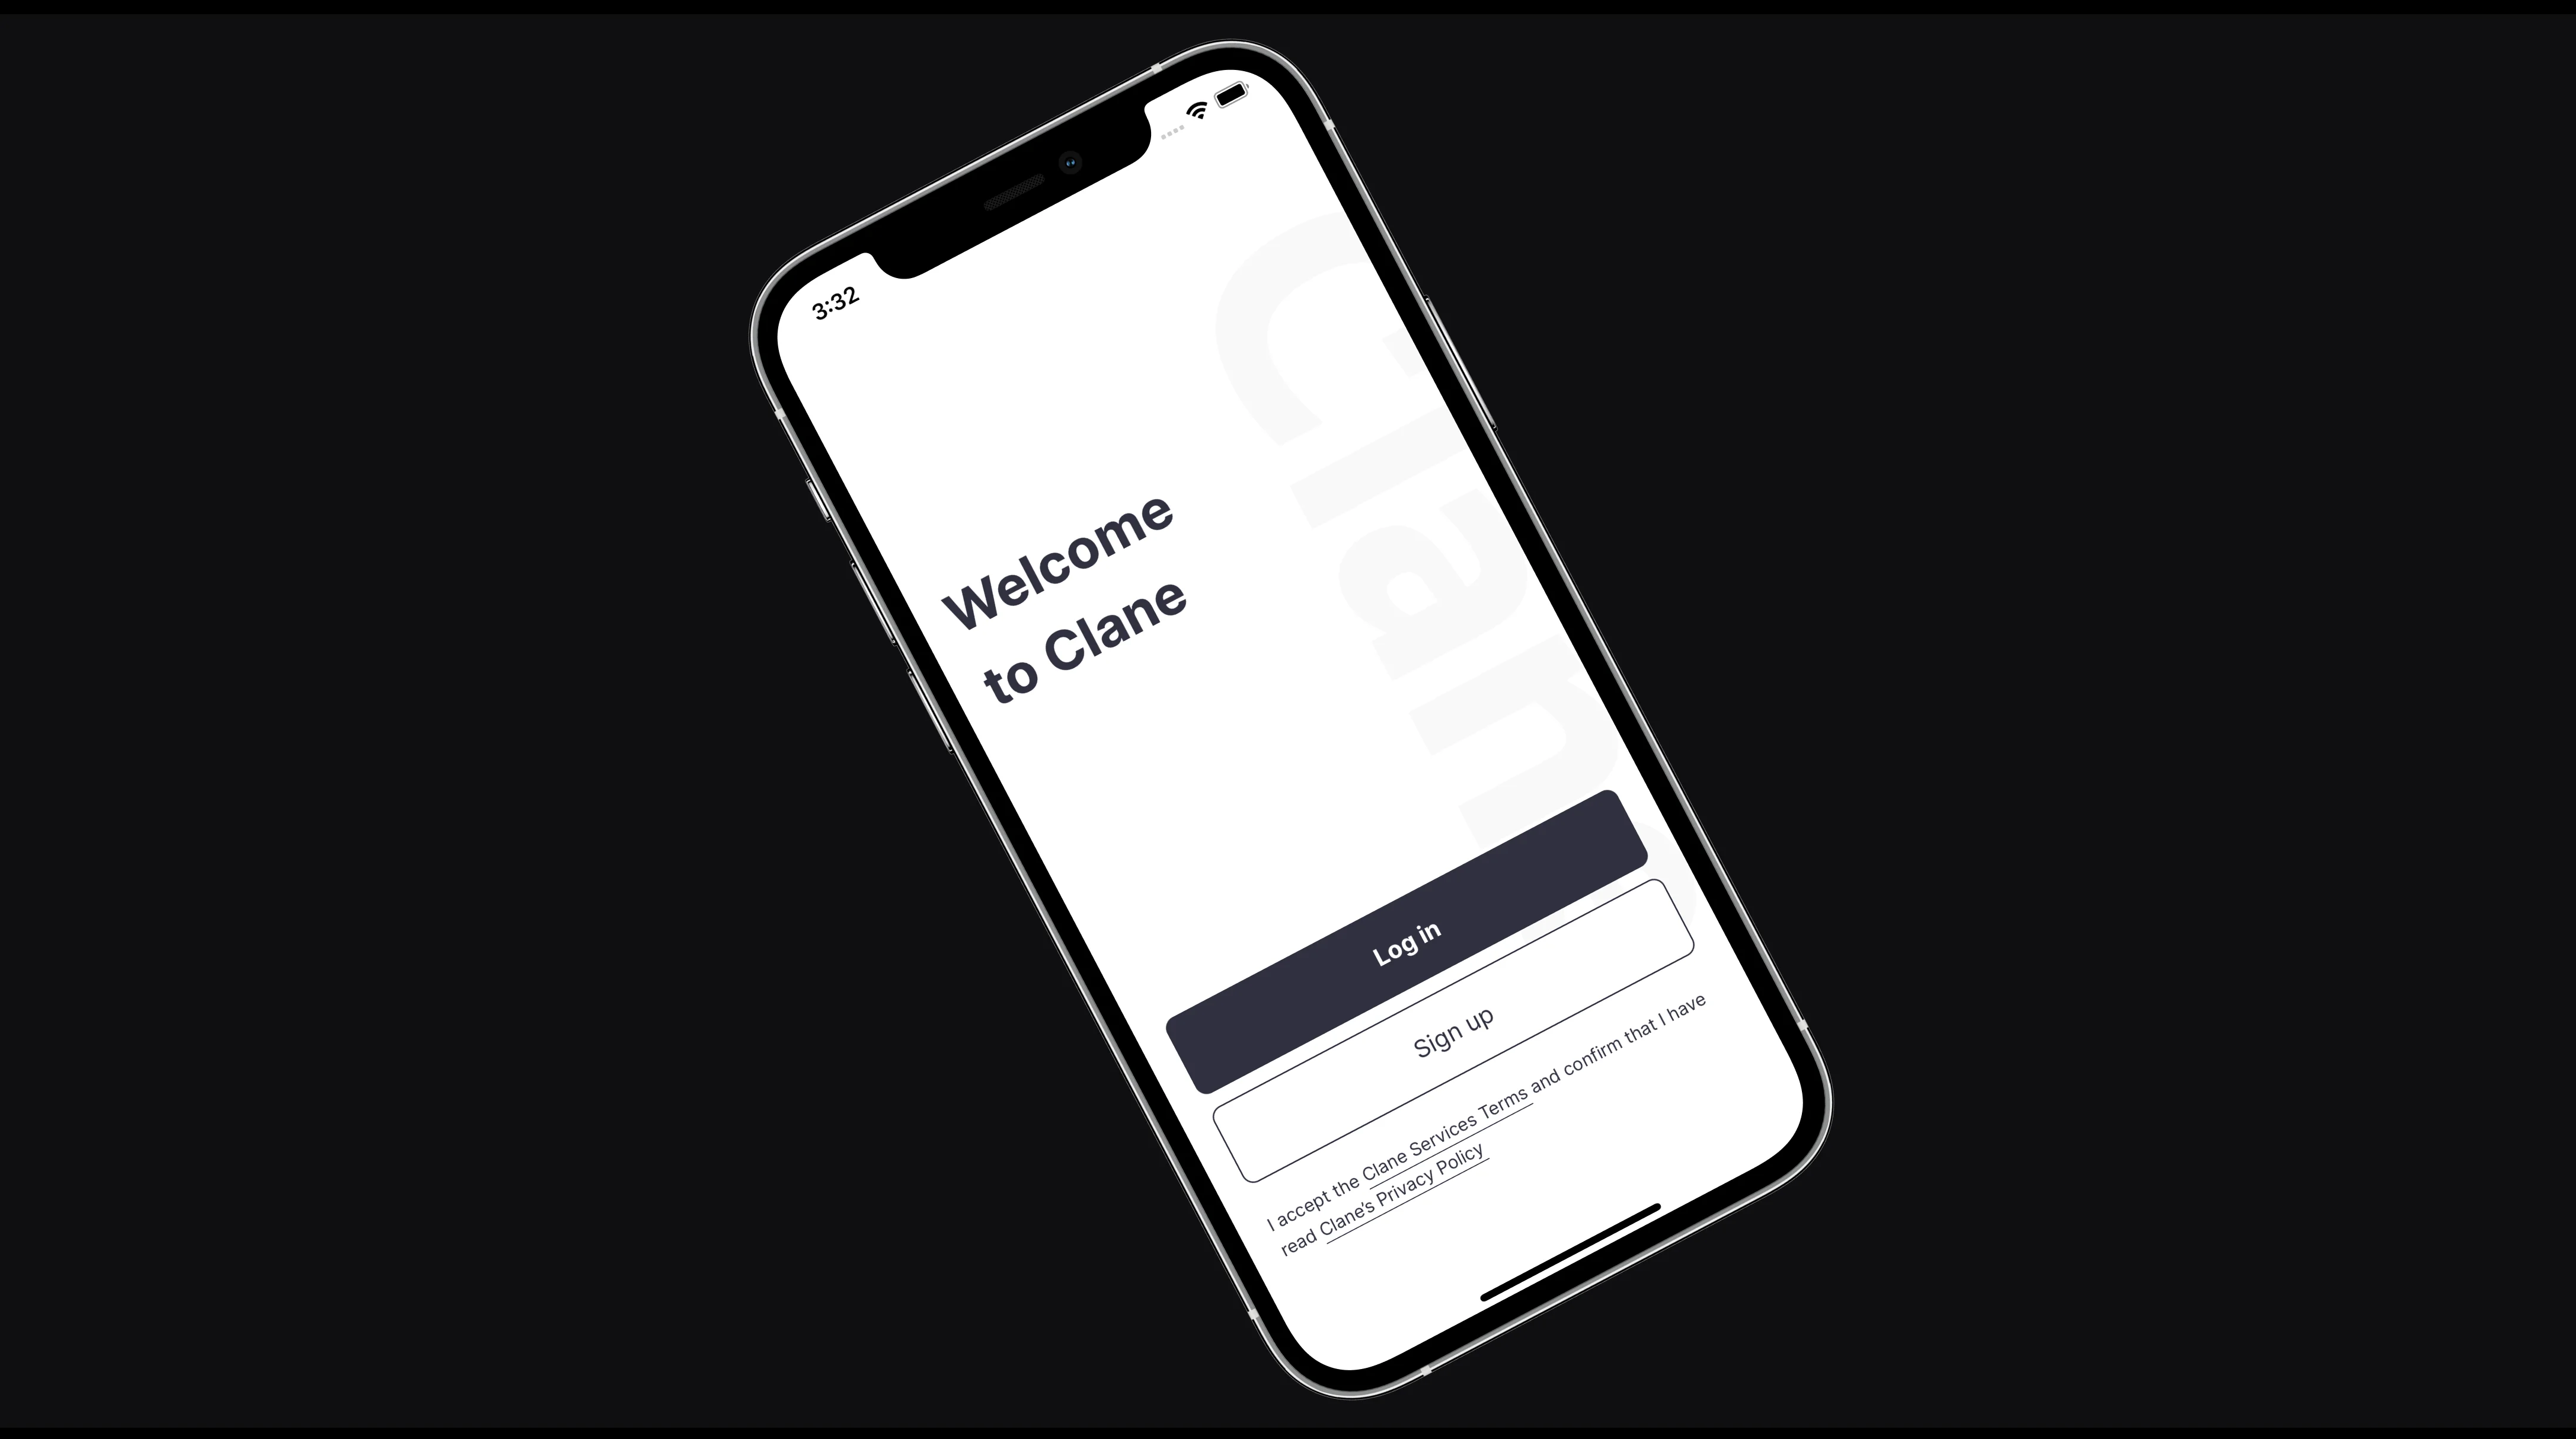 3:32
Clane
Welcome
to Clane
Log in
Sign up
I accept the Clane Services Terms and confirm that I have
read Clane's Privacy Policy